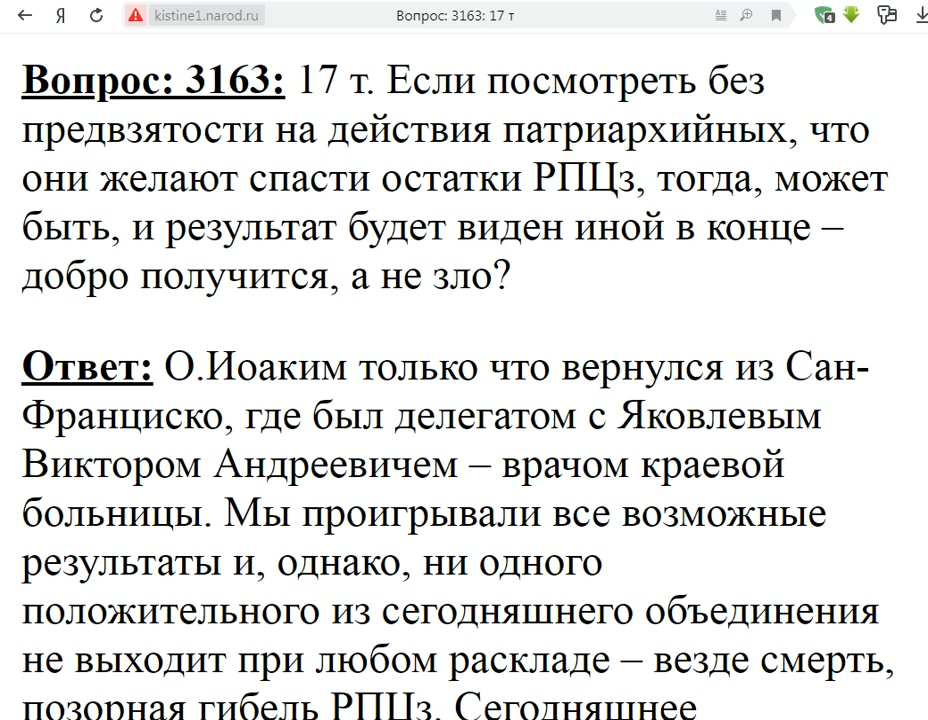 kistine1.narod.ru
Вопрос: 3163: 17 т
4
Вопрос: 3163: 17 т. Если посмотреть без
предвзятости на действия патриархийных, что
они желают спасти остатки РПЦз, тогда, может
быть, и результат будет виден иной в конце –
добро получится, а не зло?
Ответ: О.Иоаким только что вернулся из Сан-
Франциско, где был делегатом с Яковлевым
Виктором Андреевичем – врачом краевой
больницы. Мы проигрывали все возможные
результаты и, однако, ни одного
положительного из сегодняшнего объединения
не выходит при любом раскладе – везде смерть,
позорная гибель РПЦз. Сегодняшнее